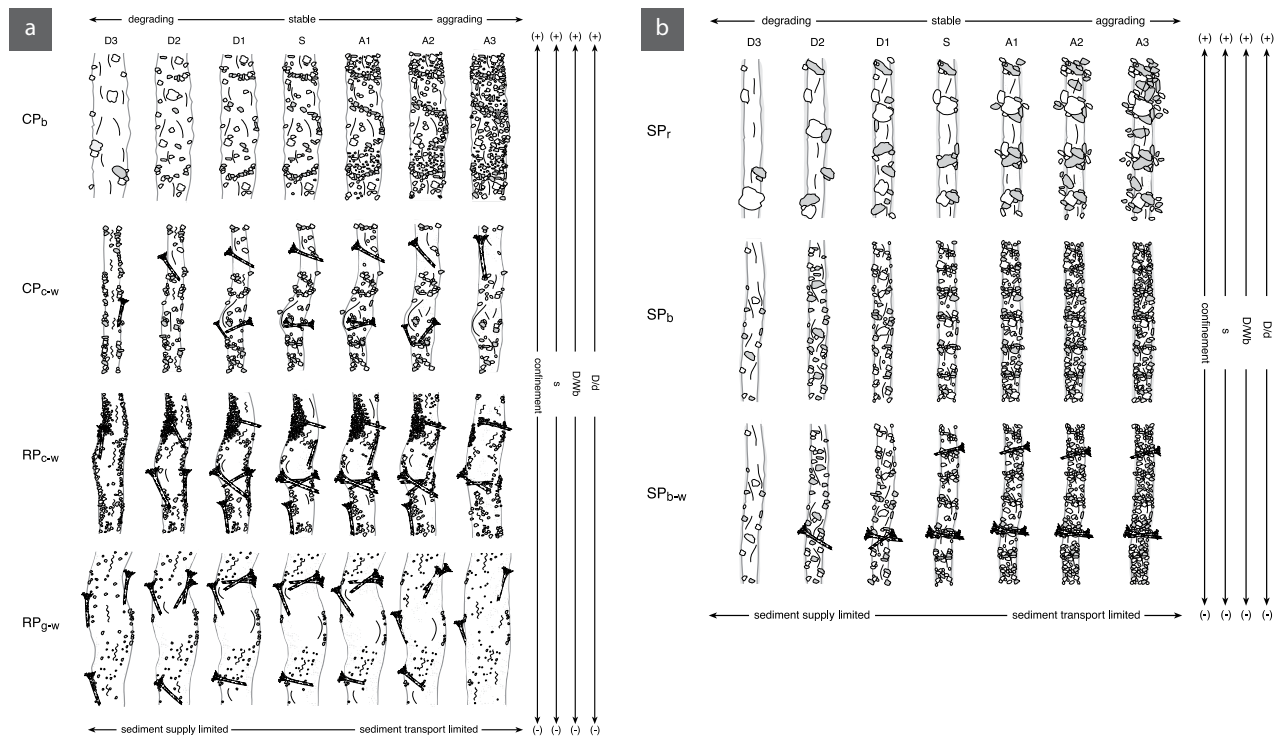 a
degrading stable aggrading
D3 D2 D1 S A1 A2 A3
(+) (+) (+) (+)
CPb
CPc-w
RPc-w
RPg-w
confinement
s
D/Wb
D/d
sediment supply limited sediment transport limited
(-) (-) (-) (-)
b
degrading stable aggrading
D3 D2 D1 S A1 A2 A3
(+) (+) (+) (+)
SPr
SPb
SPb-w
confinement
s
D/Wb
D/d
sediment supply limited sediment transport limited
(-) (-) (-) (-)